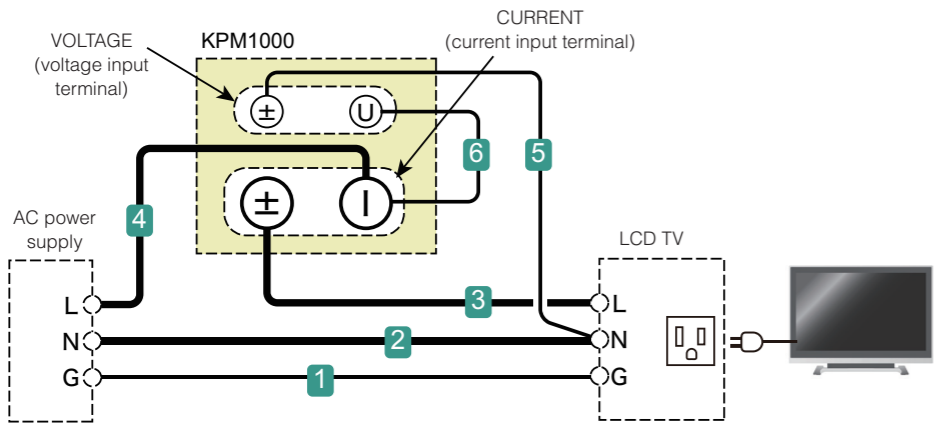 CURRENT
(current input terminal)
VOLTAGE
(voltage input
terminal)
KPM1000
±
U
6
5
4
±
I
AC power
supply
LCD TV
L
3
L
N
2
N
G
1
G